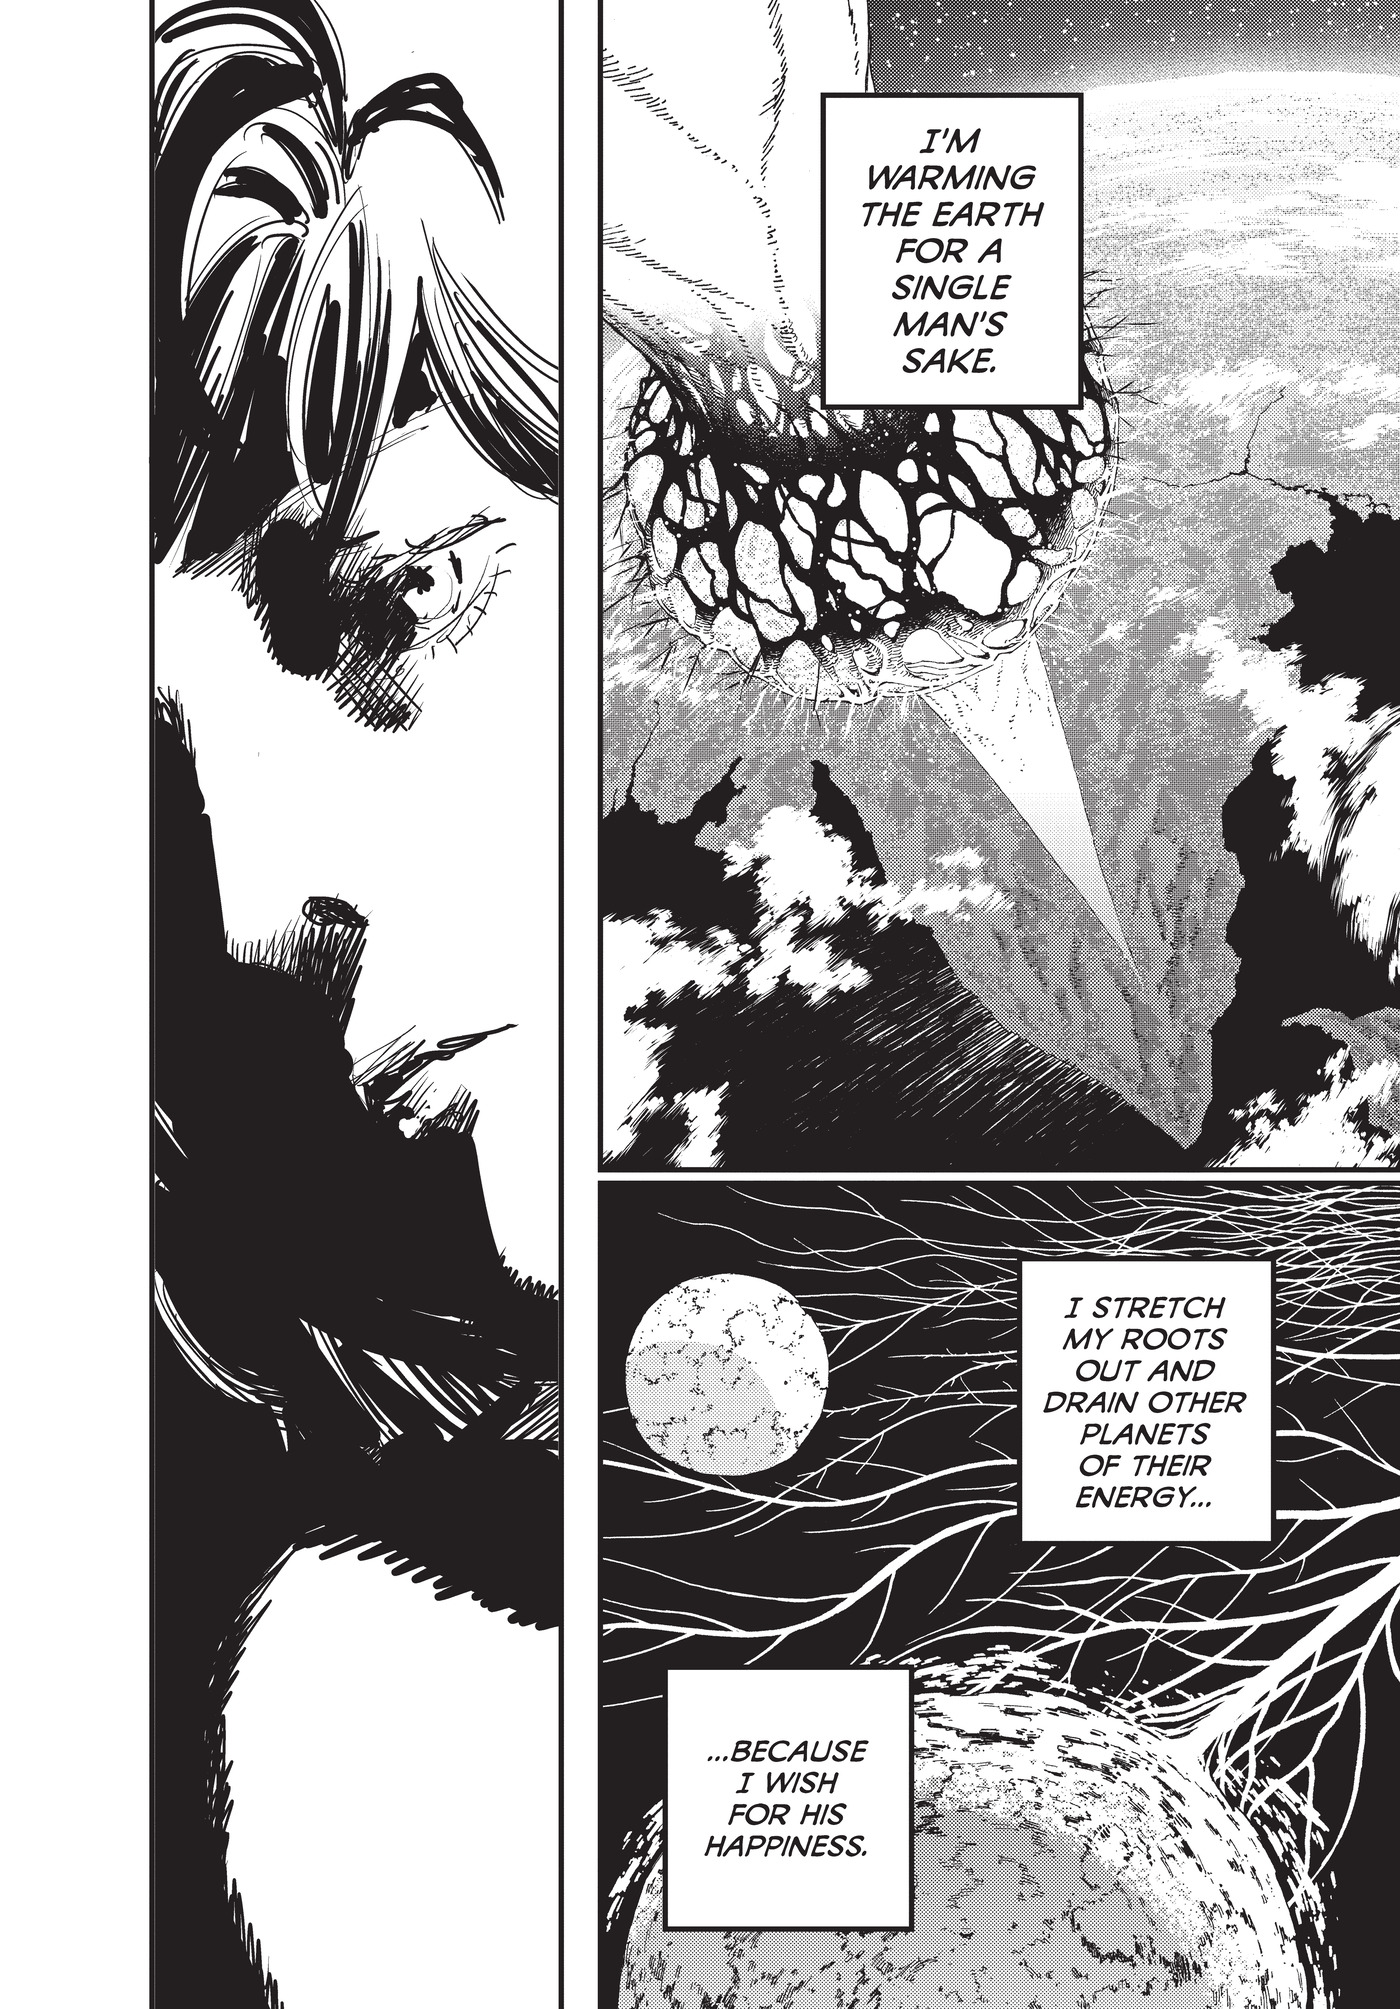 I'M
WARMING
THE EARTH
FOR A
SINGLE
MAN'S
SAKE.
I STRETCH
MY ROOTS
OUT AND
DRAIN OTHER
PLANETS
OF THEIR
ENERGY...
...BECAUSE
I WISH
FOR HIS
HAPPINESS.